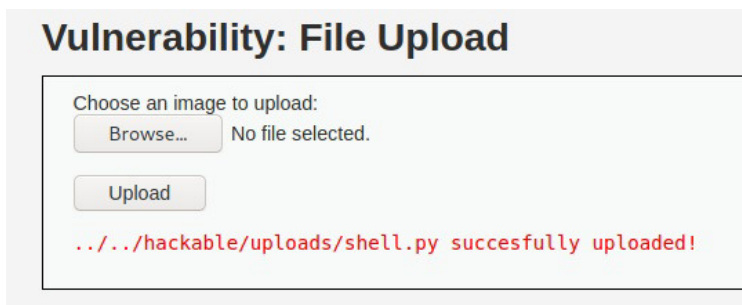 Vulnerability: File Upload
Choose an image to upload:
Browse... No file selected.
Upload
../../hackable/uploads/shell.py succesfully uploaded!